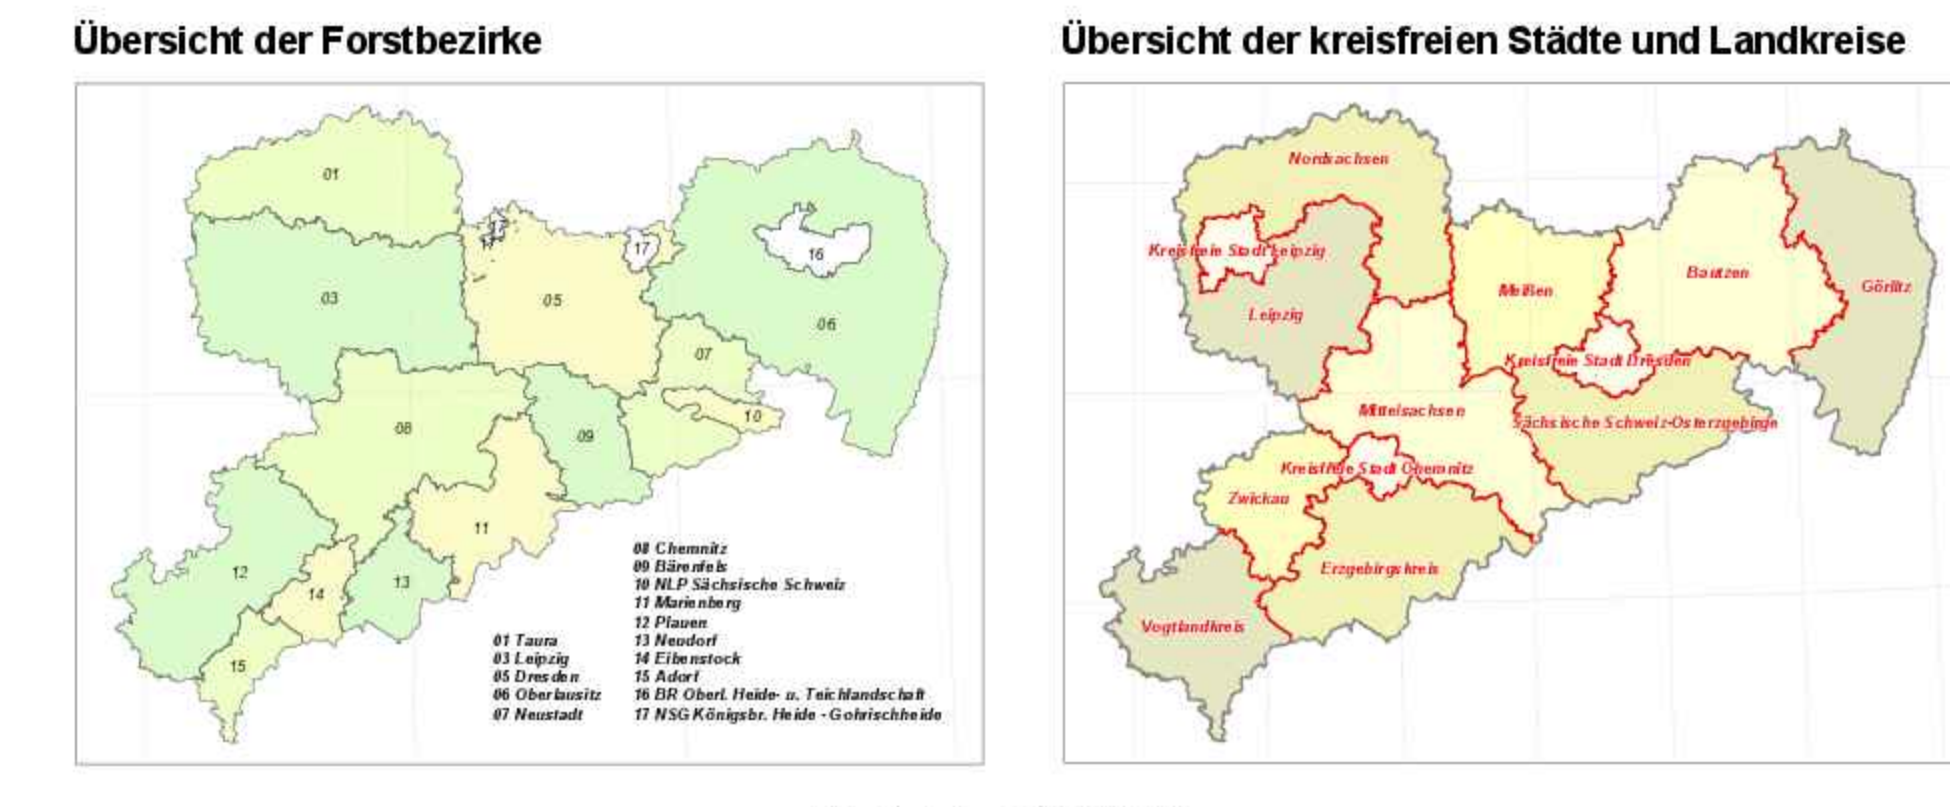 Übersicht der Forstbezirke
01
17
17
16
03
05
06
07
10
08
09
11
12
13
14
15
08 Chemnitz
09 Bärenfels
10 NLP Sächsische Schweiz
11 Marienberg
12 Plauen
01 Taura
13 Neudorf
03 Leipzig
14 Eibenstock
05 Dresden
15 Adorf
06 Oberlausitz
16 BR Oberl. Heide- u. Teichlandschaft
07 Neustadt
17 NSG Königsbr. Heide - Gohrischheide
Übersicht der kreisfreien Städte und Landkreise
Nordsachsen
Kreisfreie Stadt Leipzig
Bautzen
Görlitz
Meißen
Leipzig
Kreisfreie Stadt Dresden
Mittelsachsen
Sächsische Schweiz-Osterzgebirge
Kreisfreie Stadt Chemnitz
Zwickau
Erzgebirgskreis
Vogtlandkreis